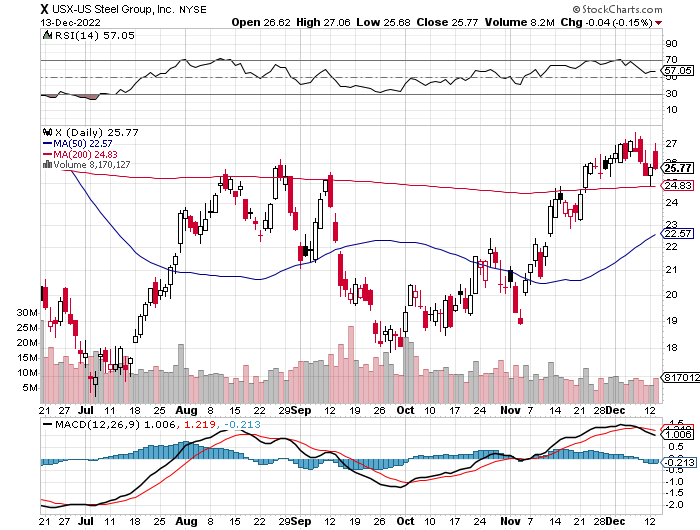 X USX-US Steel Group, Inc. NYSE
© StockCharts.com
13-Dec-2022
Open 26.62 High 27.06 Low 25.68 Close 25.77 Volume 8.2M Chg -0.04 (-0.15%)
RSI(14) 57.05
90
70
57.05
50
30
10
X (Daily) 25.77
MA(50) 22.57
MA(200) 24.83
Volume 8,170,127
27
26
25.77
24.83
24
23
22.57
22
21
20
19
18
30M
25M
20M
15M
10M
5M
817012
21 27 Jul 11 18 25 Aug 8 15 22 29 Sep 12 19 26 Oct 10 17 24 Nov 7 14 21 28 Dec 12
MACD(12,26,9) 1.006, 1.219, -0.213
1.5
1.006
0.5
0.0
-0.213
-0.5
-1.0
-1.5
-2.0
21 27 Jul 11 18 25 Aug 8 15 22 29 Sep 12 19 26 Oct 10 17 24 Nov 7 14 21 28 Dec 12